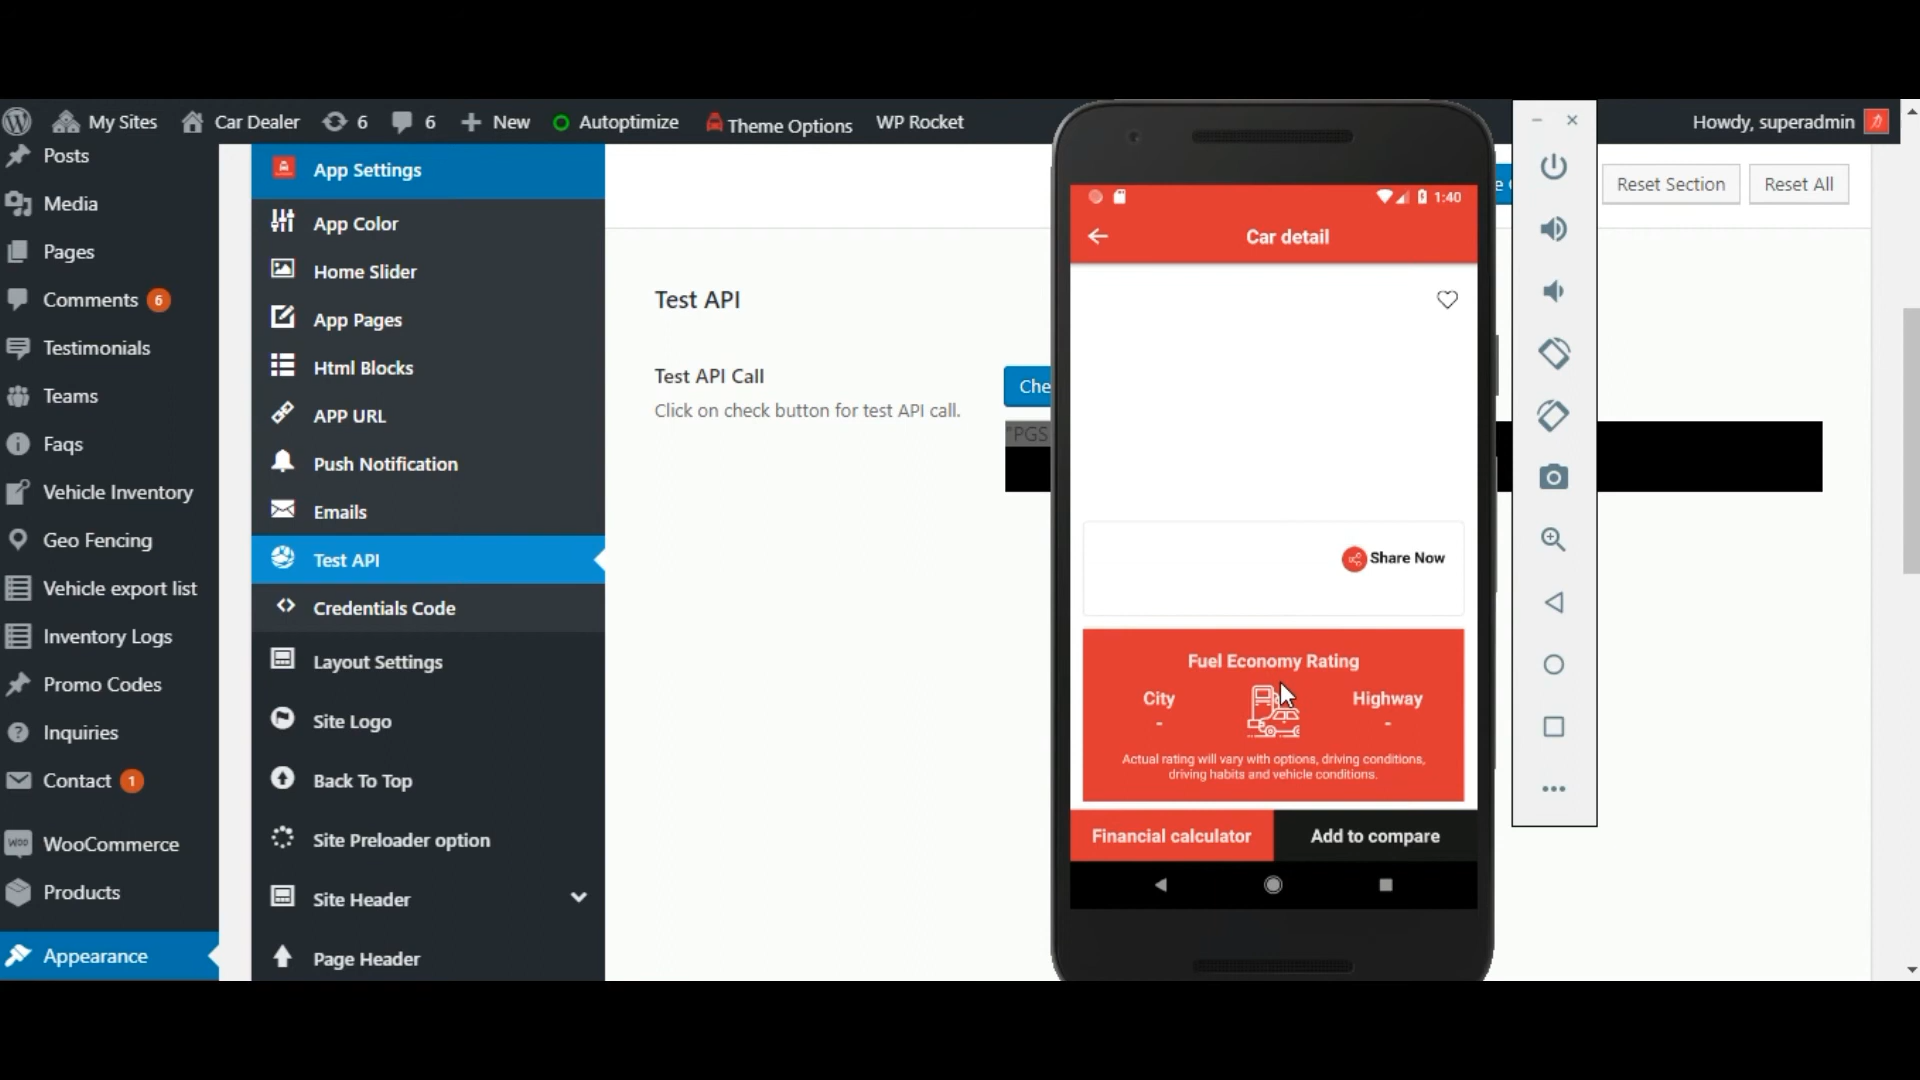 My Sites
Car Dealer
6
6
New
Autoptimize
Theme Options
WP Rocket
Howdy, superadmin
Posts
Media
Pages
Comments 6
Testimonials
Teams
Faqs
Vehicle Inventory
Geo Fencing
Vehicle export list
Inventory Logs
Promo Codes
Inquiries
Contact 1
WooCommerce
Products
Appearance
App Settings
App Color
Home Slider
App Pages
Html Blocks
APP URL
Push Notification
Emails
Test API
Credentials Code
Layout Settings
Site Logo
Back To Top
Site Preloader option
Site Header
Page Header
Reset Section
Reset All
Test API
Test API Call
Click on check button for test API call.
Che
"PGS
1:40
Car detail
Share Now
Fuel Economy Rating
City
-
Highway
-
Actual rating will vary with options, driving conditions,
driving habits and vehicle conditions.
Financial calculator
Add to compare